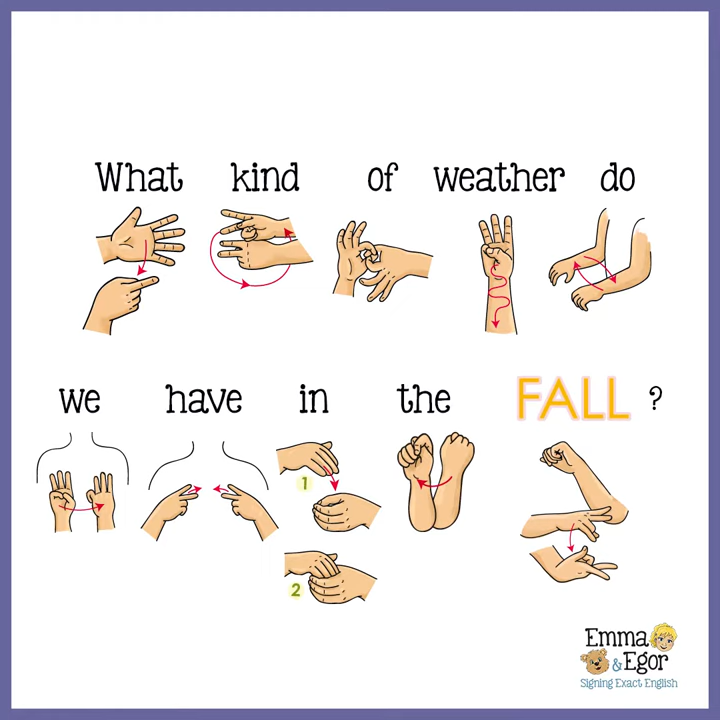 What kind of weather do
we have in the FALL ?
1
2
Emma
& Egor
Signing Exact English